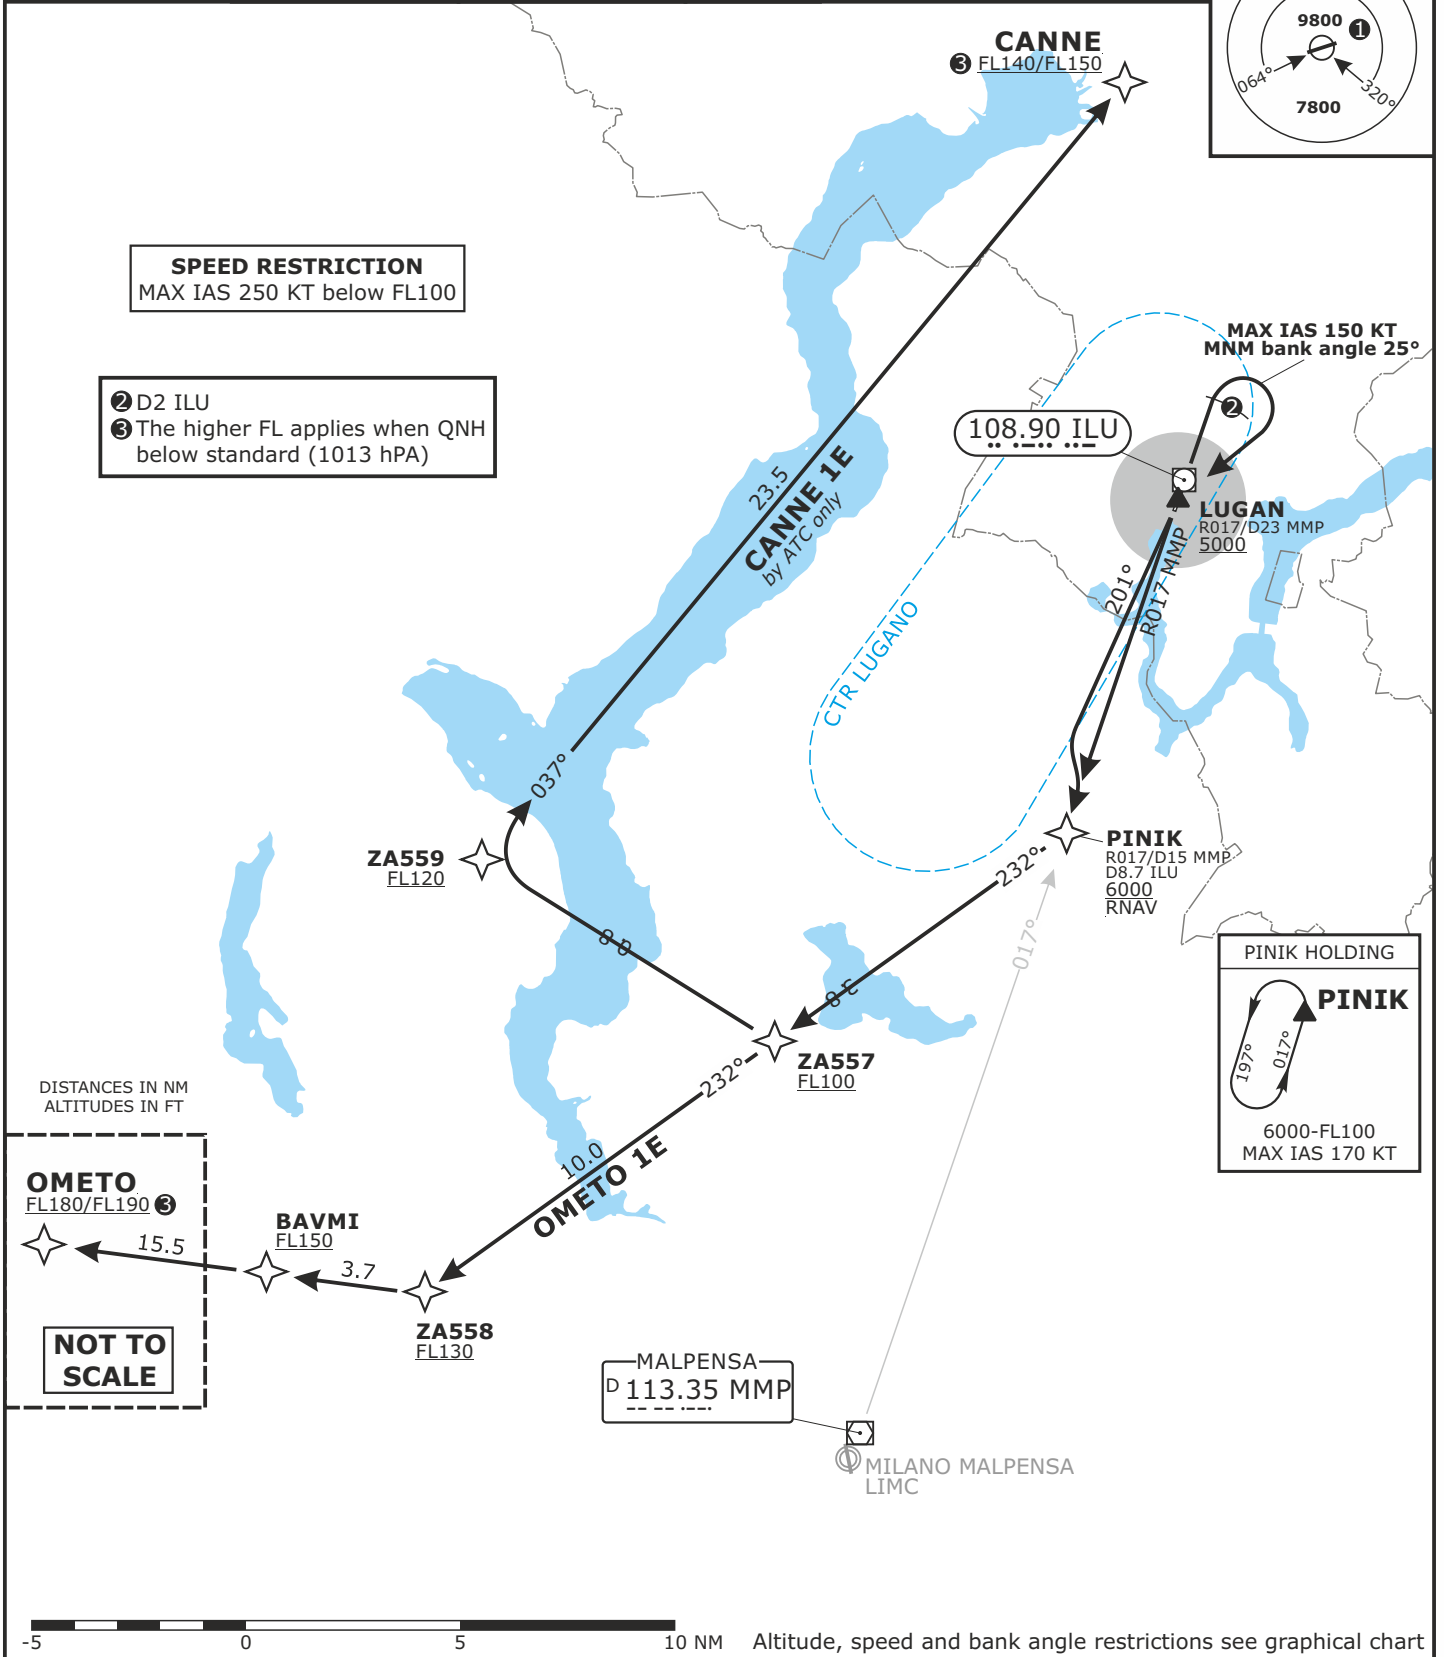 CANNE
❸ FL140/FL150
9800 ❶
064°
320°
7800
SPEED RESTRICTION
MAX IAS 250 KT below FL100
❷ D2 ILU
❸ The higher FL applies when QNH
below standard (1013 hPA)
MAX IAS 150 KT
MNM bank angle 25°
❷
108.90 ILU
LUGAN
R017/D23 MMP
5000
23.5
CANNE 1E
by ATC only
201°
R017 MMP
CTR LUGANO
037°
ZA559
FL120
PINIK
R017/D15 MMP
D8.7 ILU
6000
RNAV
232°
8.9
017°
8.3
PINIK HOLDING
PINIK
197°
017°
6000-FL100
MAX IAS 170 KT
ZA557
FL100
232°
DISTANCES IN NM
ALTITUDES IN FT
10.0
OMETO 1E
OMETO
FL180/FL190 ❸
BAVMI
FL150
15.5
3.7
ZA558
FL130
NOT TO
SCALE
MALPENSA
D 113.35 MMP
MILANO MALPENSA
LIMC
-5 0 5 10 NM
Altitude, speed and bank angle restrictions see graphical chart